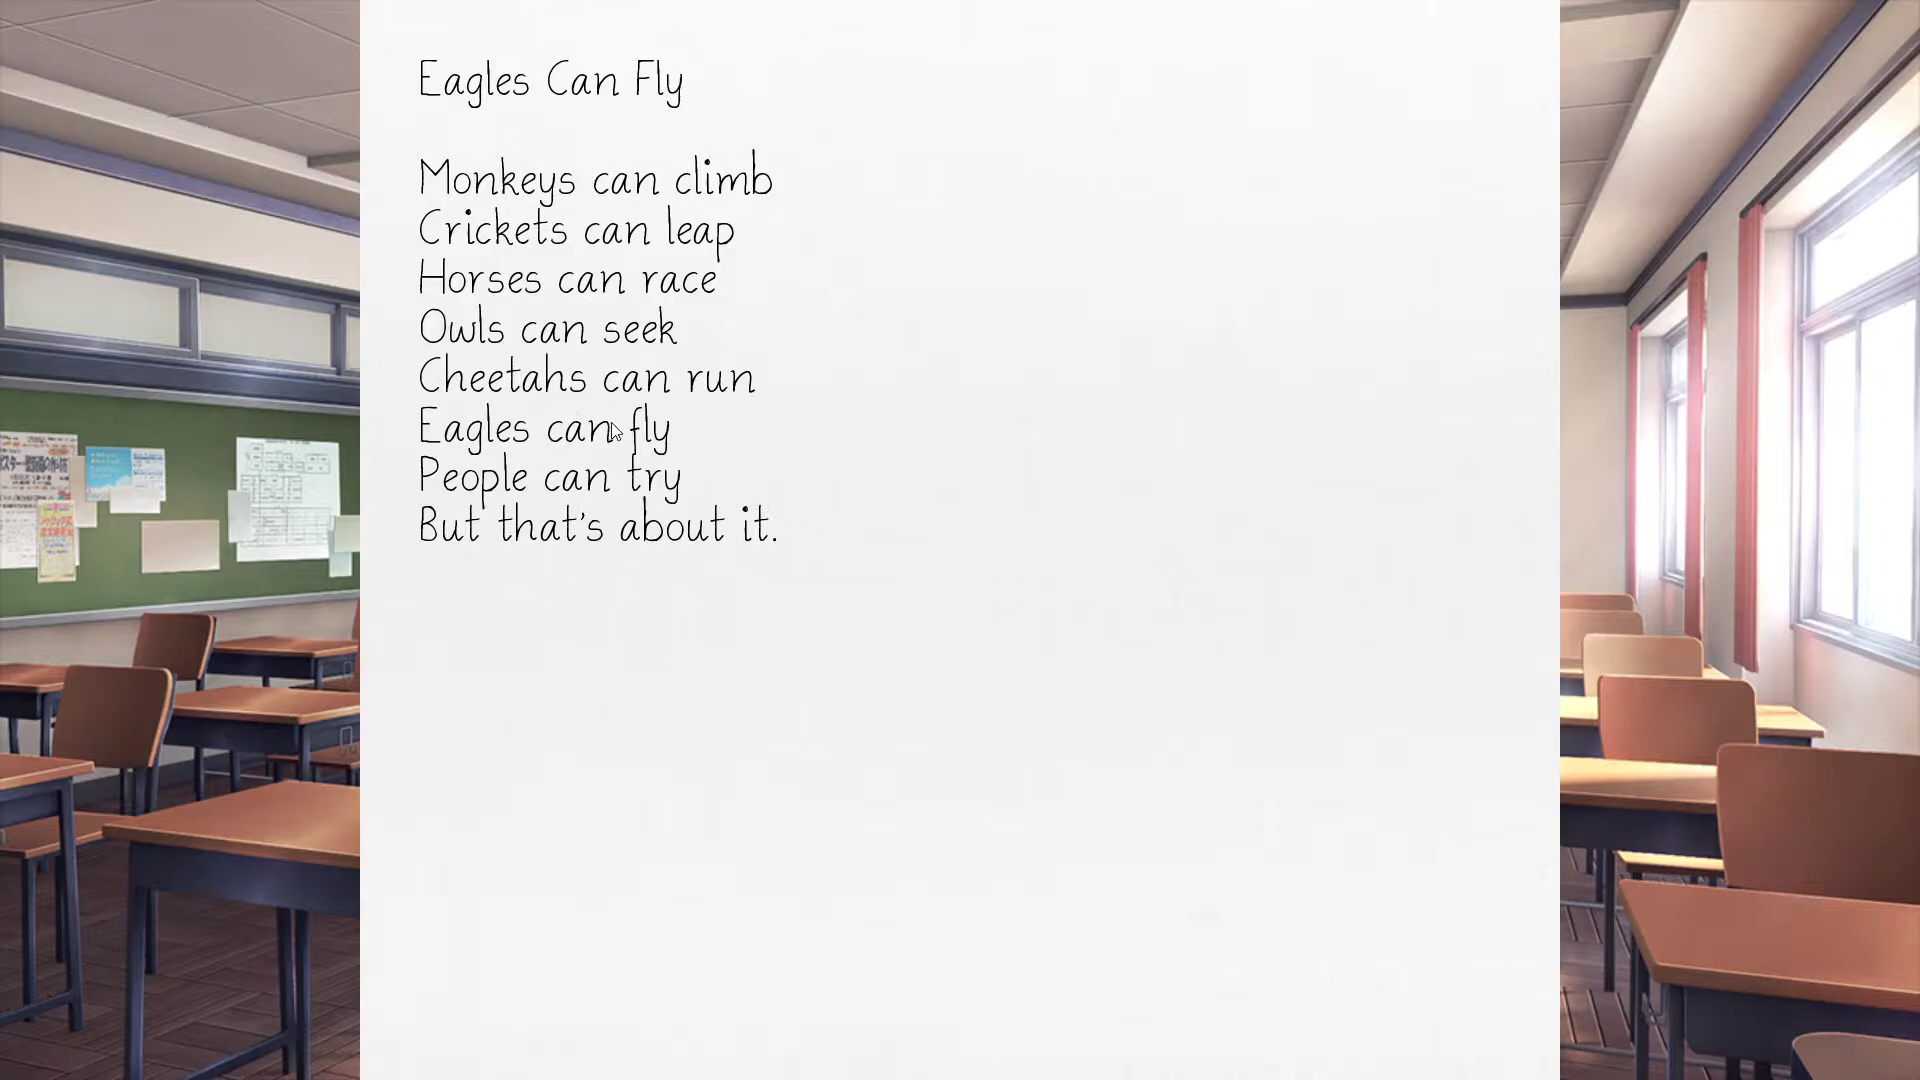 Eagles Can Fly
Monkeys can climb
Crickets can leap
Horses can race
Owls can seek
Cheetahs can run
Eagles can fly
People can try
But that's about it.